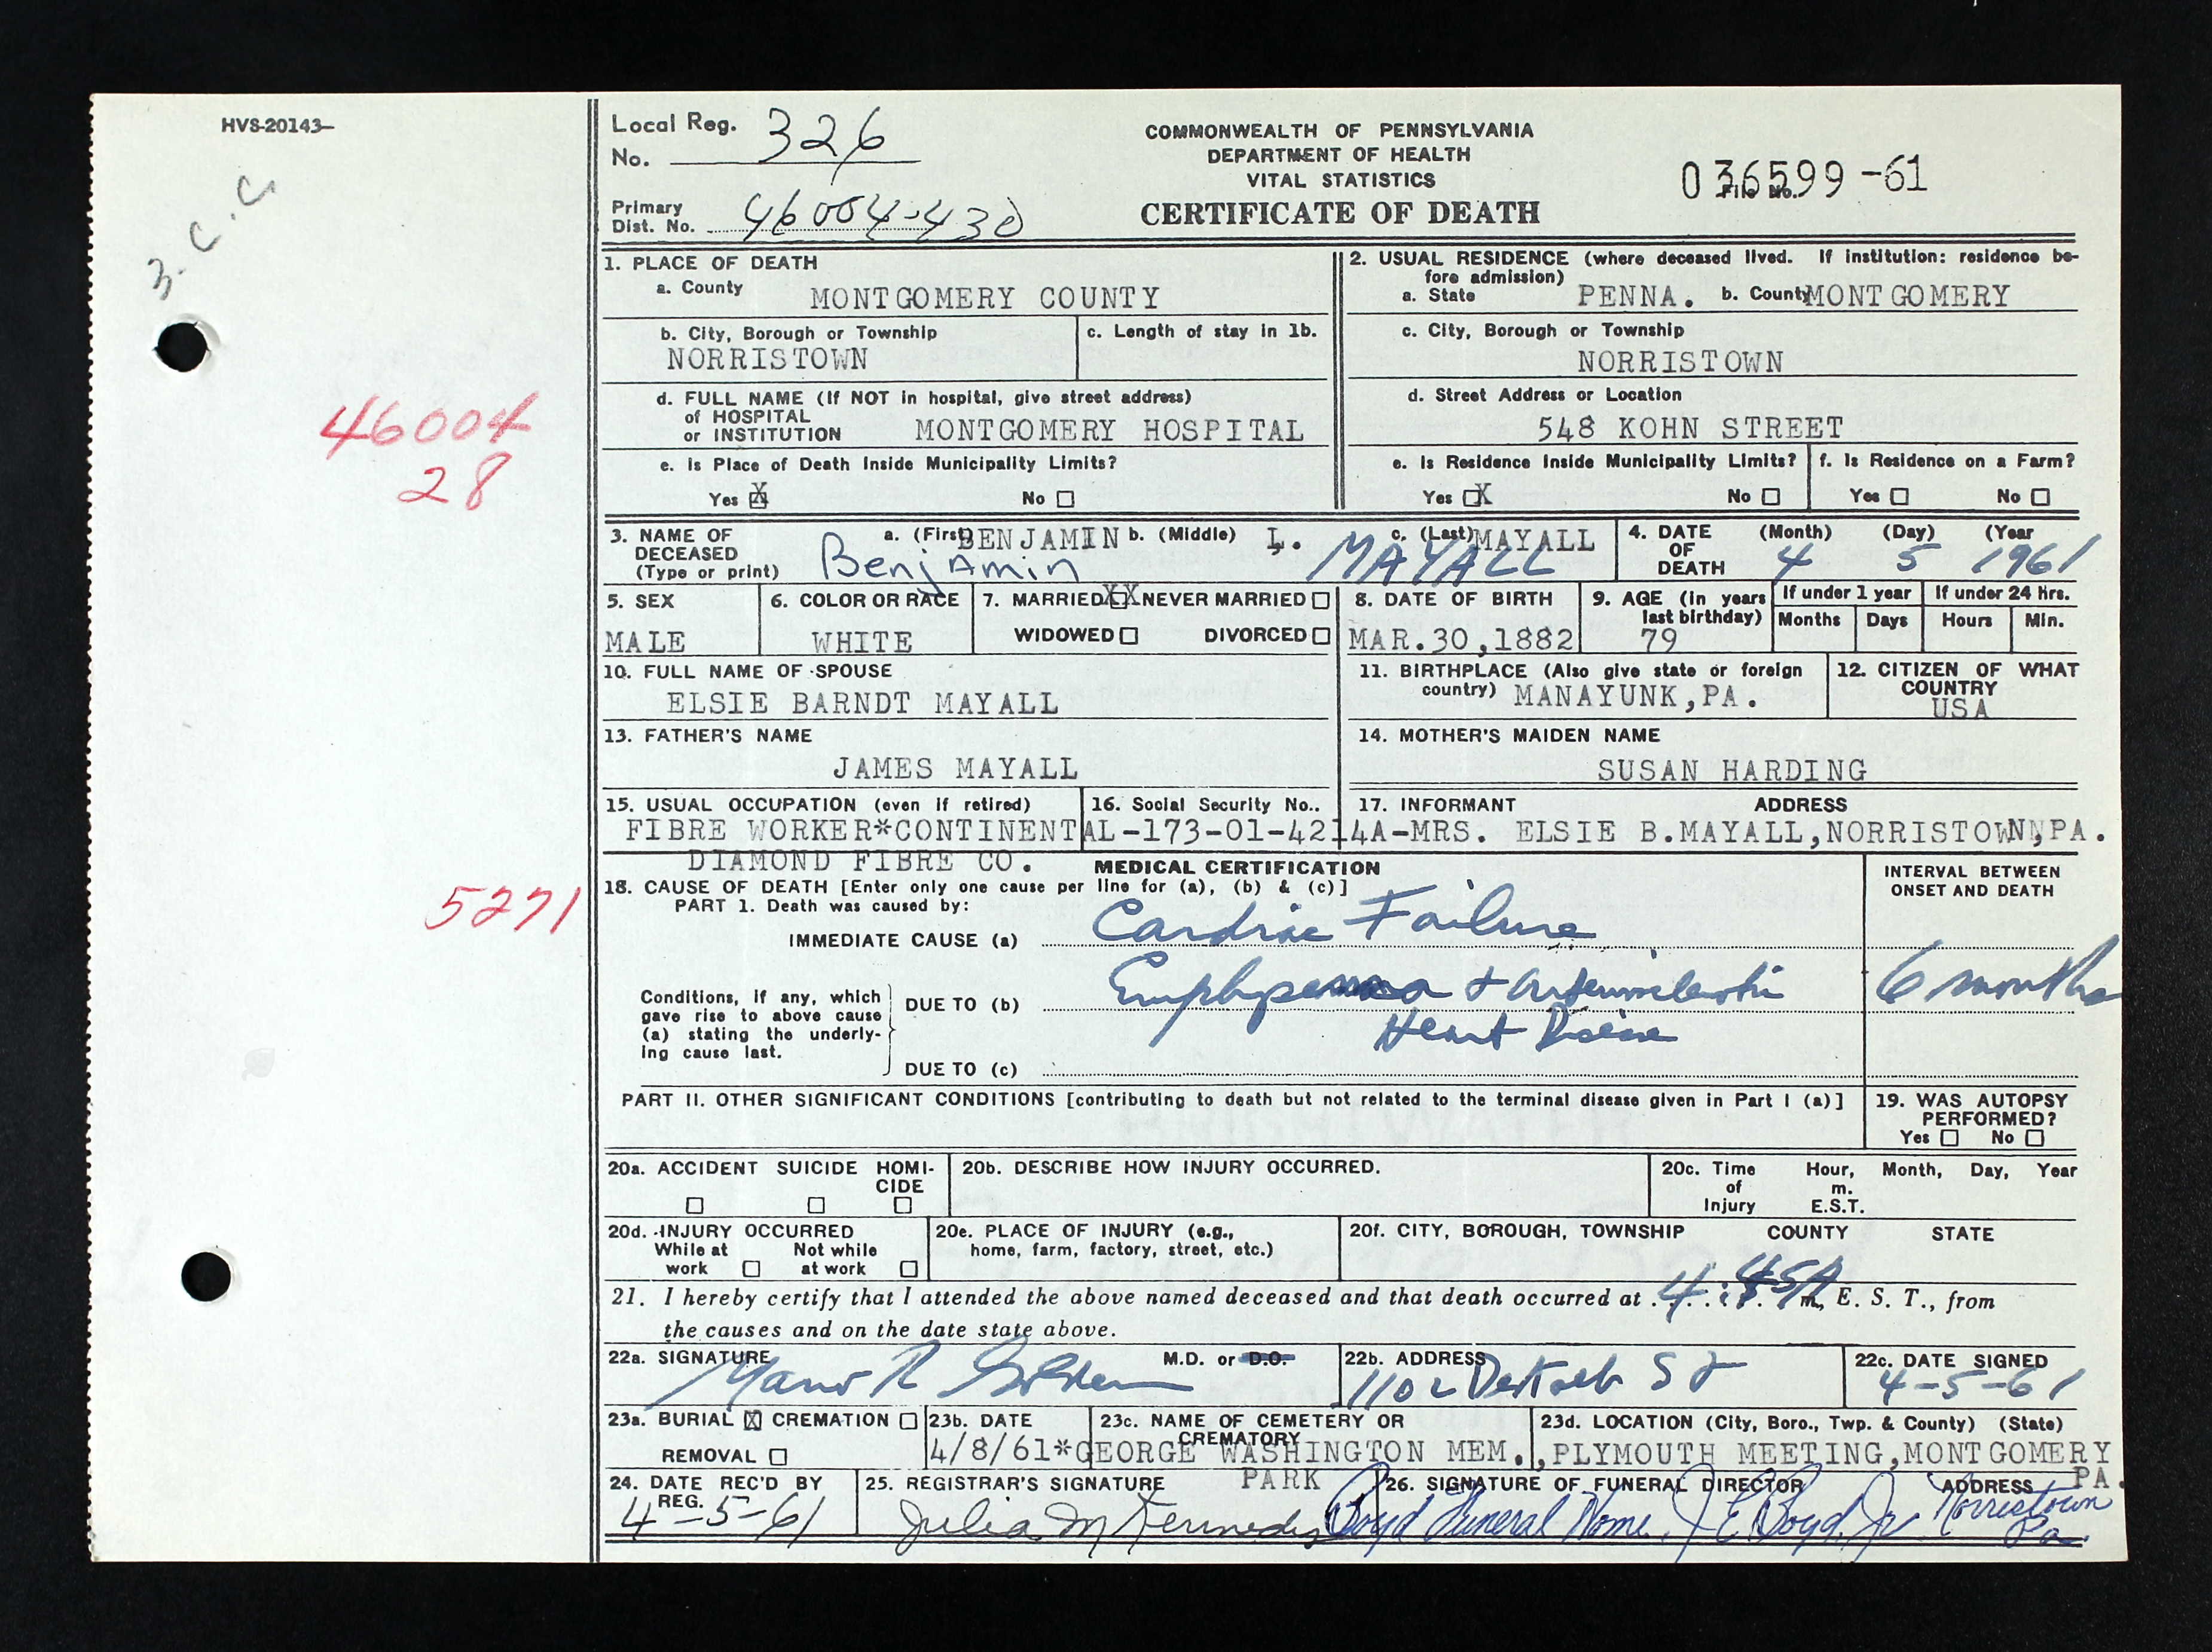 HVS-20143-
3-C.C.
46004
28
5271
Local Reg. No. 326
Primary Dist. No. 46004-430
COMMONWEALTH OF PENNSYLVANIA
DEPARTMENT OF HEALTH
VITAL STATISTICS
CERTIFICATE OF DEATH
File No. 036599-61
1. PLACE OF DEATH
a. County MONTGOMERY COUNTY
b. City, Borough or Township
NORRISTOWN
c. Length of stay in 1b.
d. FULL NAME (If NOT in hospital, give street address)
of HOSPITAL
or INSTITUTION MONTGOMERY HOSPITAL
e. Is Place of Death Inside Municipality Limits?
Yes X No
2. USUAL RESIDENCE (where deceased lived. If institution: residence be-
fore admission)
a. State PENNA. b. County MONTGOMERY
c. City, Borough or Township
NORRISTOWN
d. Street Address or Location
548 KOHN STREET
e. Is Residence Inside Municipality Limits?
Yes X No
f. Is Residence on a Farm?
Yes No
3. NAME OF DECEASED (Type or print)
a. (First) BENJAMIN b. (Middle) L. c. (Last) MAYALL
Benjamin MAYALL
4. DATE OF DEATH (Month) (Day) (Year
4 5 1961
5. SEX
MALE
6. COLOR OR RACE
WHITE
7. MARRIED XX NEVER MARRIED
WIDOWED DIVORCED
8. DATE OF BIRTH
MAR.30,1882
9. AGE (in years last birthday)
79
If under 1 year
Months Days
If under 24 Hrs.
Hours Min.
10. FULL NAME OF SPOUSE
ELSIE BARNDT MAYALL
11. BIRTHPLACE (Also give state or foreign
country) MANAYUNK,PA.
12. CITIZEN OF WHAT COUNTRY
USA
13. FATHER'S NAME
JAMES MAYALL
14. MOTHER'S MAIDEN NAME
SUSAN HARDING
15. USUAL OCCUPATION (even if retired) 16. Social Security No.. 17. INFORMANT ADDRESS
FIBRE WORKER*CONTINENTAL-173-01-4214A-MRS. ELSIE B.MAYALL,NORRISTOWN,PA.
DIAMOND FIBRE CO.
MEDICAL CERTIFICATION
18. CAUSE OF DEATH [Enter only one cause per line for (a), (b) & (c)]
PART 1. Death was caused by:
IMMEDIATE CAUSE (a) Cardiac Failure
Conditions, if any, which
gave rise to above cause
(a) stating the underly-
ing cause last.
DUE TO (b) Emphysema + Arteriosclerotic
Heart Disease
DUE TO (c)
INTERVAL BETWEEN
ONSET AND DEATH
6 months
PART II. OTHER SIGNIFICANT CONDITIONS [contributing to death but not related to the terminal disease given in Part I (a)]
19. WAS AUTOPSY
PERFORMED?
Yes No
20a. ACCIDENT SUICIDE HOMI-
CIDE
20b. DESCRIBE HOW INJURY OCCURRED.
20c. Time of Injury Hour, Month, Day, Year
m.
E.S.T.
20d. INJURY OCCURRED
While at work Not while at work
20e. PLACE OF INJURY (e.g.,
home, farm, factory, street, etc.)
20f. CITY, BOROUGH, TOWNSHIP COUNTY STATE
21. I hereby certify that I attended the above named deceased and that death occurred at 4:45A m, E. S. T., from
the causes and on the date state above.
22a. SIGNATURE M.D. or D.O.
22b. ADDRESS
1102 DeKalb St
22c. DATE SIGNED
4-5-61
23a. BURIAL X CREMATION
REMOVAL
23b. DATE
4/8/61*
23c. NAME OF CEMETERY OR
CREMATORY
GEORGE WASHINGTON MEM.
PARK
23d. LOCATION (City, Boro., Twp. & County) (State)
,PLYMOUTH MEETING,MONTGOMERY
PA.
24. DATE REC'D BY
REG.
4-5-61
25. REGISTRAR'S SIGNATURE
Julia M Kennedy
26. SIGNATURE OF FUNERAL DIRECTOR ADDRESS
Boyd Funeral Home J E Boyd Jr Norristown
Pa.